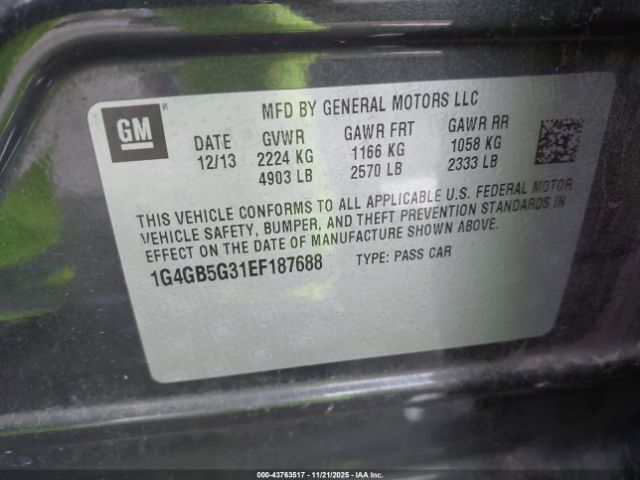 GM
®
MFD BY GENERAL MOTORS LLC
DATE GVWR GAWR FRT GAWR RR
12/13 2224 KG 1166 KG 1058 KG
4903 LB 2570 LB 2333 LB
THIS VEHICLE CONFORMS TO ALL APPLICABLE U.S. FEDERAL MOTOR
VEHICLE SAFETY, BUMPER, AND THEFT PREVENTION STANDARDS IN
EFFECT ON THE DATE OF MANUFACTURE SHOWN ABOVE.
1G4GB5G31EF187688 TYPE: PASS CAR
000-43763517 - 11/21/2025 - IAAI.COM